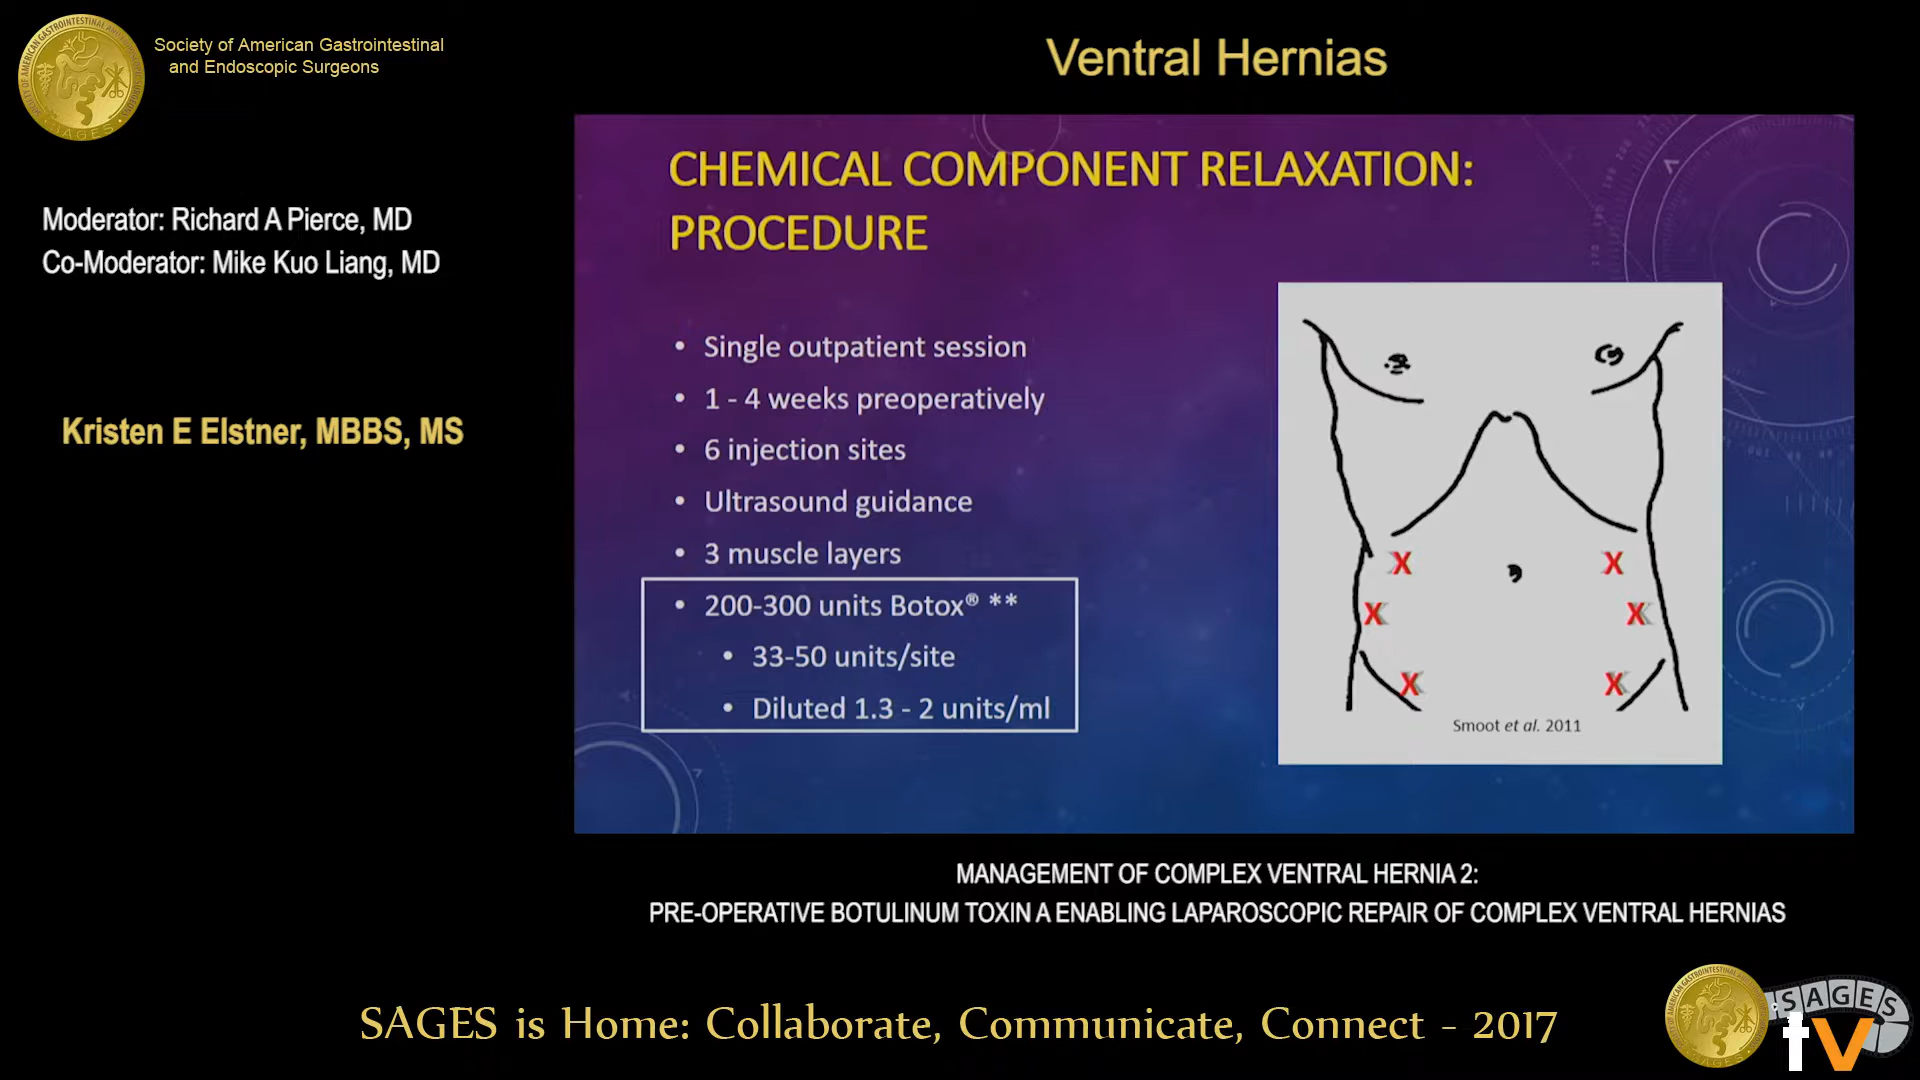 Society of American Gastrointestinal
and Endoscopic Surgeons
Ventral Hernias
Moderator: Richard A Pierce, MD
Co-Moderator: Mike Kuo Liang, MD
Kristen E Elstner, MBBS, MS
CHEMICAL COMPONENT RELAXATION:
PROCEDURE
• Single outpatient session
• 1 - 4 weeks preoperatively
• 6 injection sites
• Ultrasound guidance
• 3 muscle layers
• 200-300 units Botox® **
• 33-50 units/site
• Diluted 1.3 - 2 units/ml
X X
X X
X X
Smoot et al. 2011
MANAGEMENT OF COMPLEX VENTRAL HERNIA 2:
PRE-OPERATIVE BOTULINUM TOXIN A ENABLING LAPAROSCOPIC REPAIR OF COMPLEX VENTRAL HERNIAS
SAGES is Home: Collaborate, Communicate, Connect - 2017
SAGES
tv